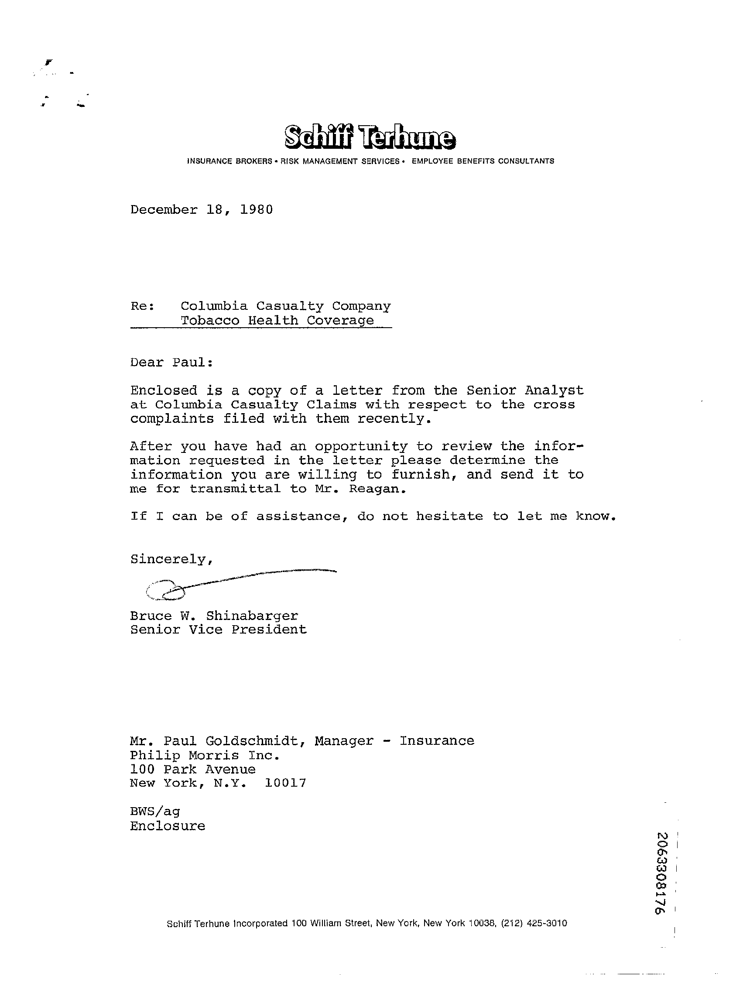 Schiff Terhune
INSURANCE BROKERS • RISK MANAGEMENT SERVICES • EMPLOYEE BENEFITS CONSULTANTS
December 18, 1980
Re: Columbia Casualty Company
Tobacco Health Coverage
Dear Paul:
Enclosed is a copy of a letter from the Senior Analyst
at Columbia Casualty Claims with respect to the cross
complaints filed with them recently.
After you have had an opportunity to review the infor-
mation requested in the letter please determine the
information you are willing to furnish, and send it to
me for transmittal to Mr. Reagan.
If I can be of assistance, do not hesitate to let me know.
Sincerely,
Bruce W. Shinabarger
Senior Vice President
Mr. Paul Goldschmidt, Manager - Insurance
Philip Morris Inc.
100 Park Avenue
New York, N.Y. 10017
BWS/ag
Enclosure
2063308176
Schiff Terhune Incorporated 100 William Street, New York, New York 10038, (212) 425-3010